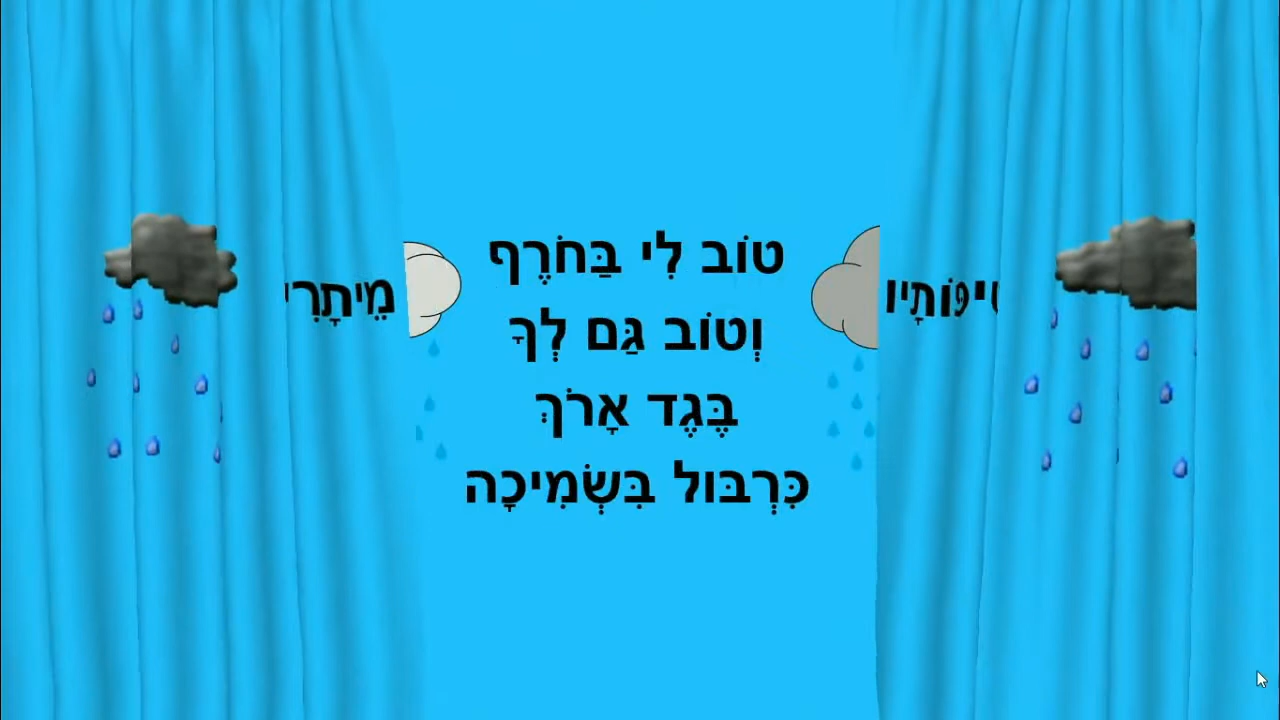 טוֹב לִי בַּחֹרֶף
וְטוֹב גַּם לְךָ
בֶּגֶד אָרֹךְ
כִּרְבּוּל בִּשְׂמִיכָה